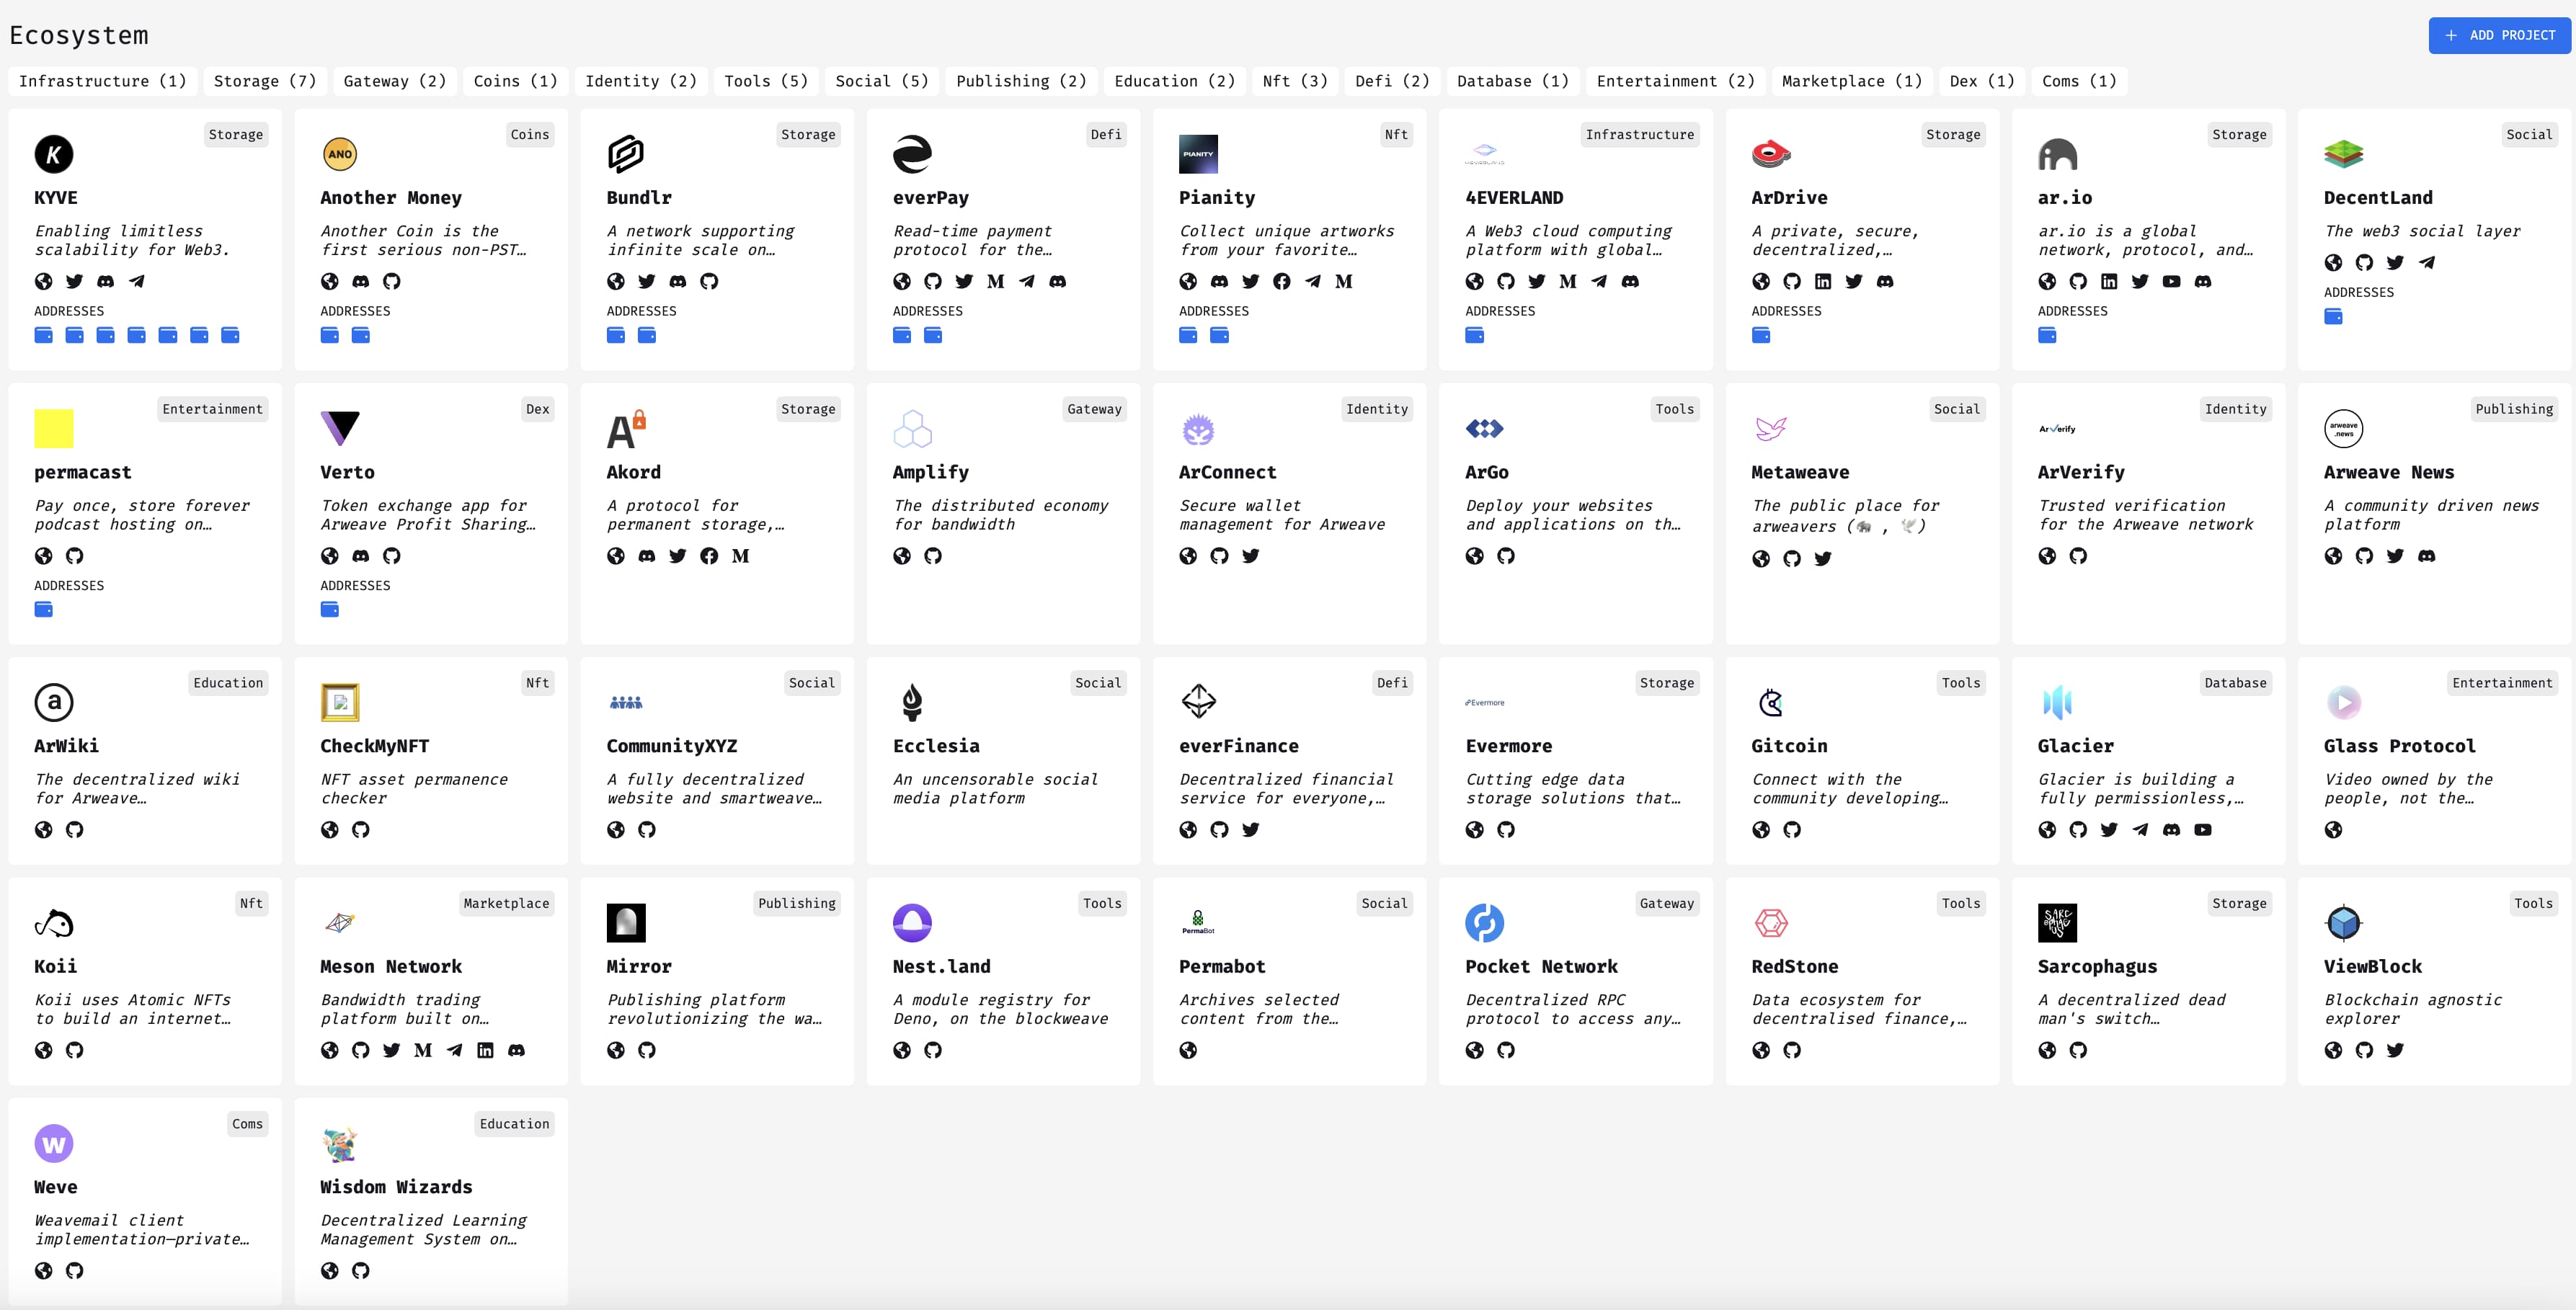 Ecosystem
+ ADD PROJECT
Infrastructure (1) Storage (7) Gateway (2) Coins (1) Identity (2) Tools (5) Social (5) Publishing (2) Education (2) Nft (3) Defi (2) Database (1) Entertainment (2) Marketplace (1) Dex (1) Coms (1)
Storage
K
KYVE
Enabling limitless
scalability for Web3.
ADDRESSES
Coins
ANO
Another Money
Another Coin is the
first serious non-PST…
ADDRESSES
Storage
Bundlr
A network supporting
infinite scale on…
ADDRESSES
Defi
everPay
Read-time payment
protocol for the…
ADDRESSES
Nft
PIANITY
Pianity
Collect unique artworks
from your favorite…
ADDRESSES
Infrastructure
4EVERLAND
A Web3 cloud computing
platform with global…
ADDRESSES
Storage
ArDrive
A private, secure,
decentralized,…
ADDRESSES
Storage
ar.io
ar.io is a global
network, protocol, and…
ADDRESSES
Social
DecentLand
The web3 social layer
ADDRESSES
Entertainment
permacast
Pay once, store forever
podcast hosting on…
ADDRESSES
Dex
Verto
Token exchange app for
Arweave Profit Sharing…
ADDRESSES
Storage
A
Akord
A protocol for
permanent storage,…
Gateway
Amplify
The distributed economy
for bandwidth
Identity
ArConnect
Secure wallet
management for Arweave
Tools
ArGo
Deploy your websites
and applications on th…
Social
Metaweave
The public place for
arweavers (🐘 , 🕊️)
Identity
ArVerify
ArVerify
Trusted verification
for the Arweave network
Publishing
arweave
.news
Arweave News
A community driven news
platform
Education
a
ArWiki
The decentralized wiki
for Arweave…
Nft
CheckMyNFT
NFT asset permanence
checker
Social
CommunityXYZ
A fully decentralized
website and smartweave…
Social
Ecclesia
An uncensorable social
media platform
Defi
everFinance
Decentralized financial
service for everyone,…
Storage
Evermore
Evermore
Cutting edge data
storage solutions that…
Tools
Gitcoin
Connect with the
community developing…
Database
Glacier
Glacier is building a
fully permissionless,…
Entertainment
Glass Protocol
Video owned by the
people, not the…
Nft
Koii
Koii uses Atomic NFTs
to build an internet…
Marketplace
Meson Network
Bandwidth trading
platform built on…
Publishing
Mirror
Publishing platform
revolutionizing the wa…
Tools
Nest.land
A module registry for
Deno, on the blockweave
Social
PermaBot
Permabot
Archives selected
content from the…
Gateway
Pocket Network
Decentralized RPC
protocol to access any…
Tools
RedStone
Data ecosystem for
decentralised finance,…
Storage
SARC
OPHAG
US
Sarcophagus
A decentralized dead
man's switch…
Tools
ViewBlock
Blockchain agnostic
explorer
Coms
W
Weve
Weavemail client
implementation—private…
Education
Wisdom Wizards
Decentralized Learning
Management System on…